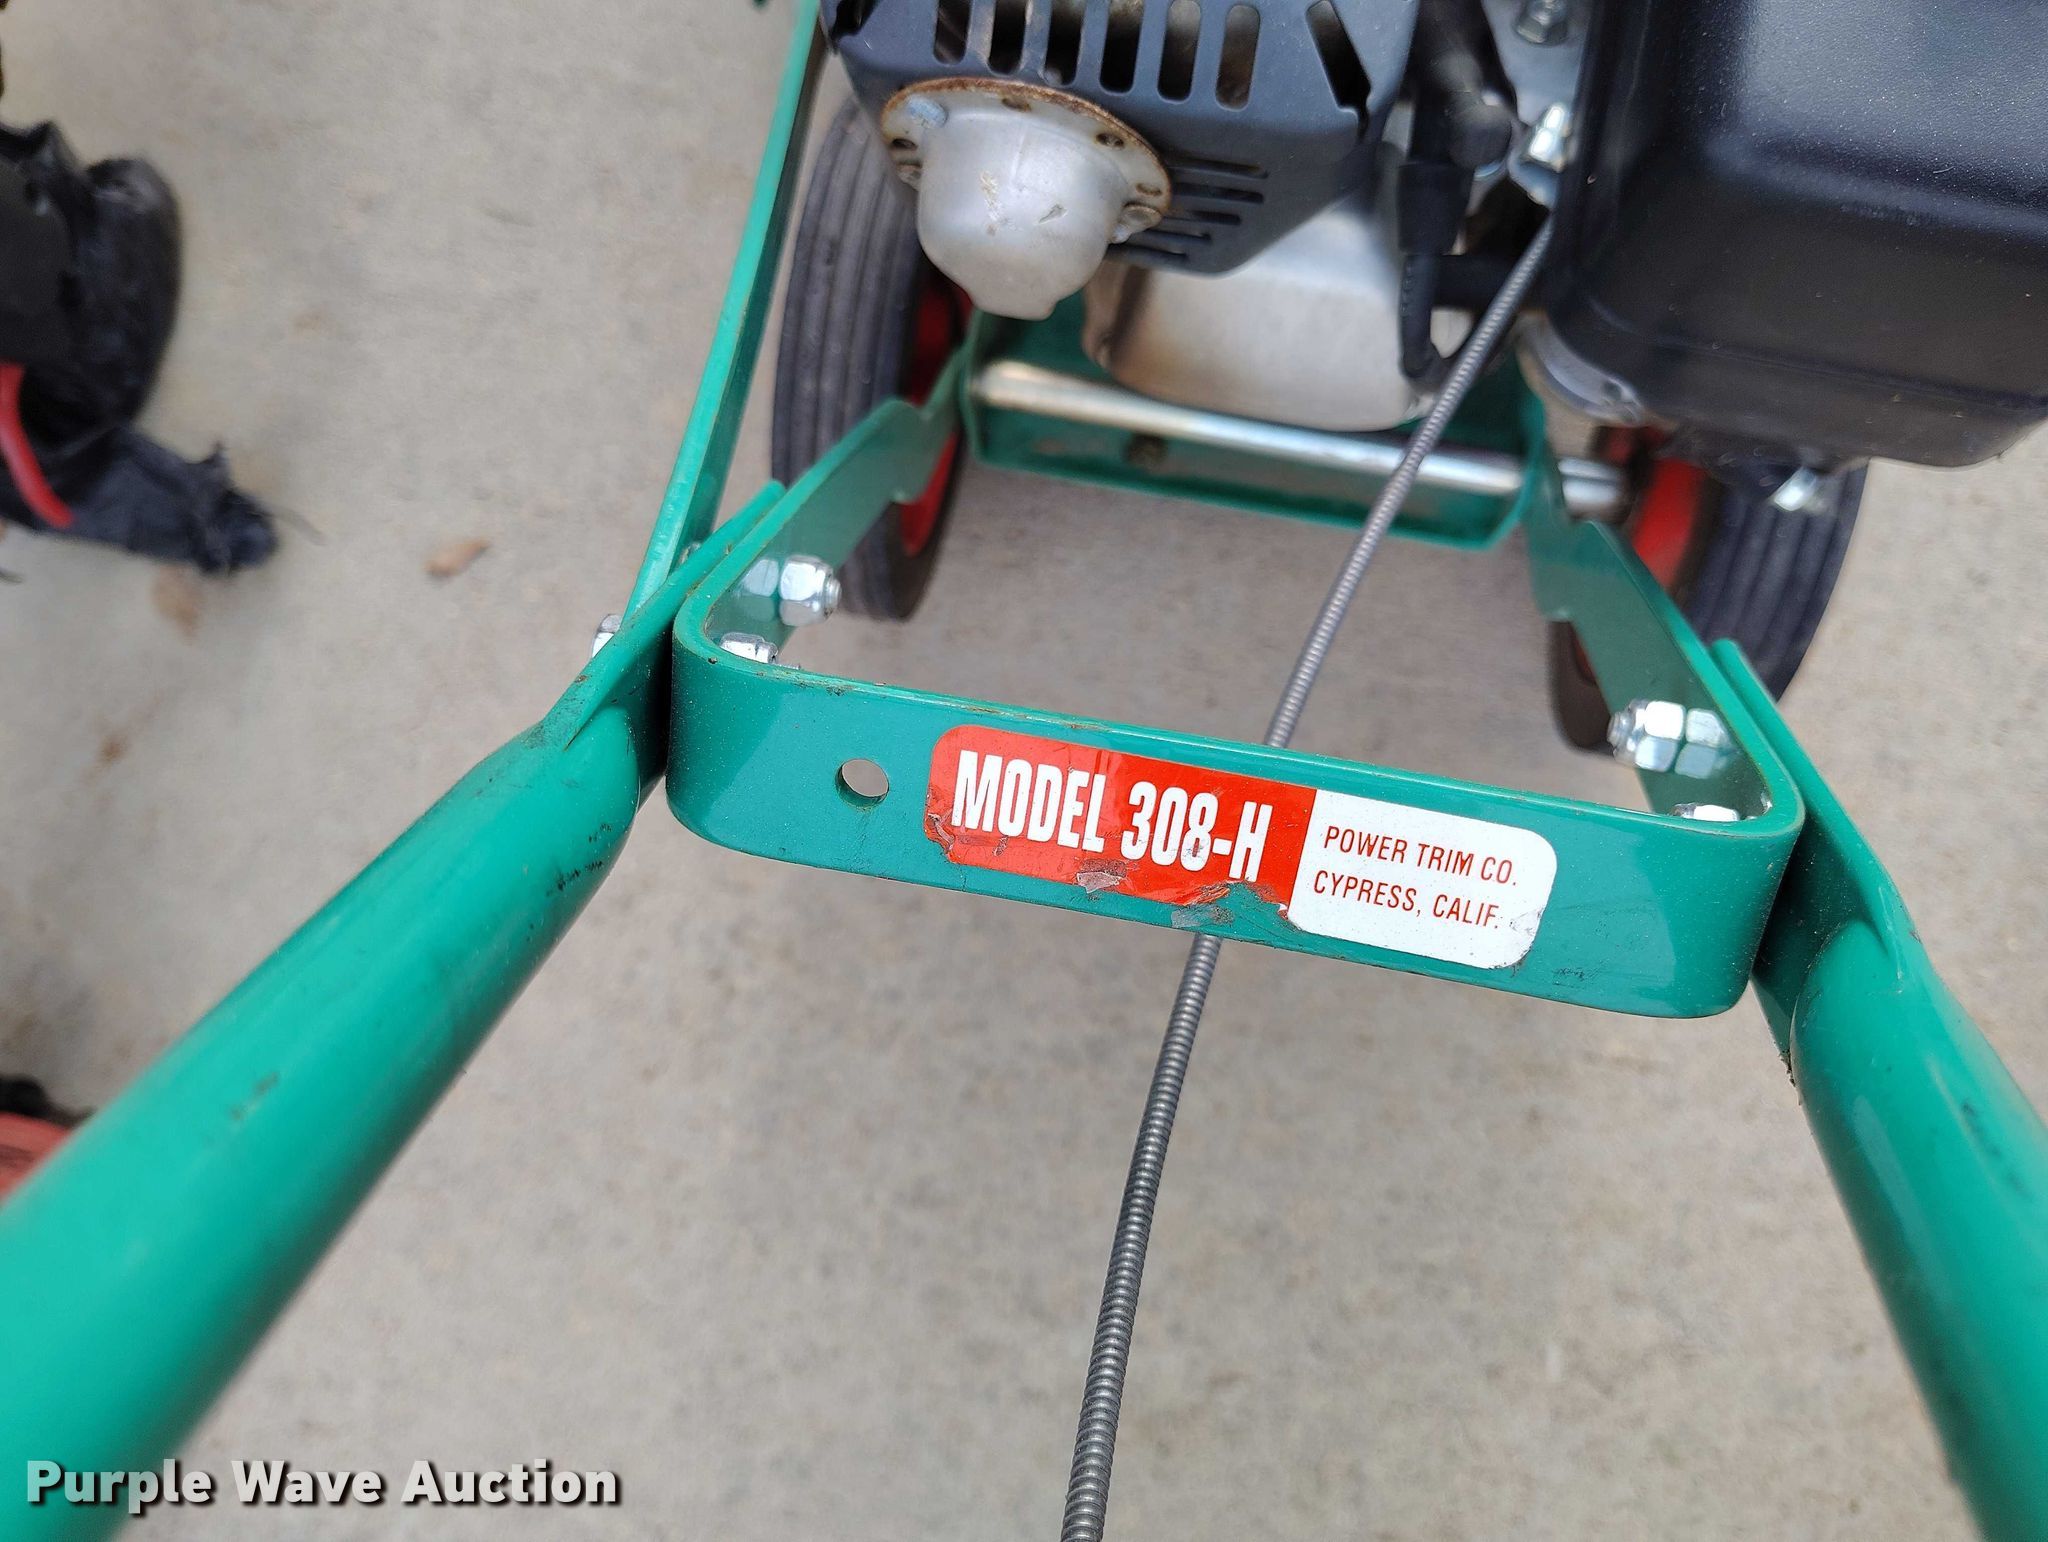 MODEL 308-H
POWER TRIM CO.
CYPRESS, CALIF.
Purple Wave Auction